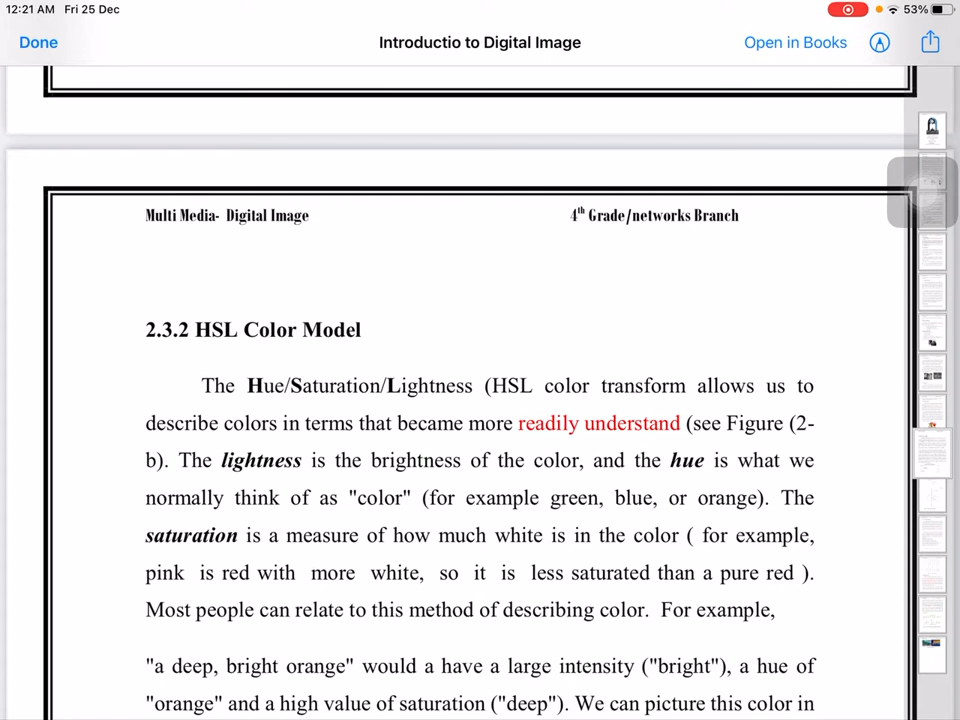 12:21 AM Fri 25 Dec 53%
Done Introductio to Digital Image Open in Books
Multi Media- Digital Image 4th Grade/networks Branch
2.3.2 HSL Color Model
The Hue/Saturation/Lightness (HSL color transform allows us to
describe colors in terms that became more readily understand (see Figure (2-
b). The lightness is the brightness of the color, and the hue is what we
normally think of as "color" (for example green, blue, or orange). The
saturation is a measure of how much white is in the color ( for example,
pink is red with more white, so it is less saturated than a pure red ).
Most people can relate to this method of describing color. For example,
"a deep, bright orange" would a have a large intensity ("bright"), a hue of
"orange" and a high value of saturation ("deep"). We can picture this color in